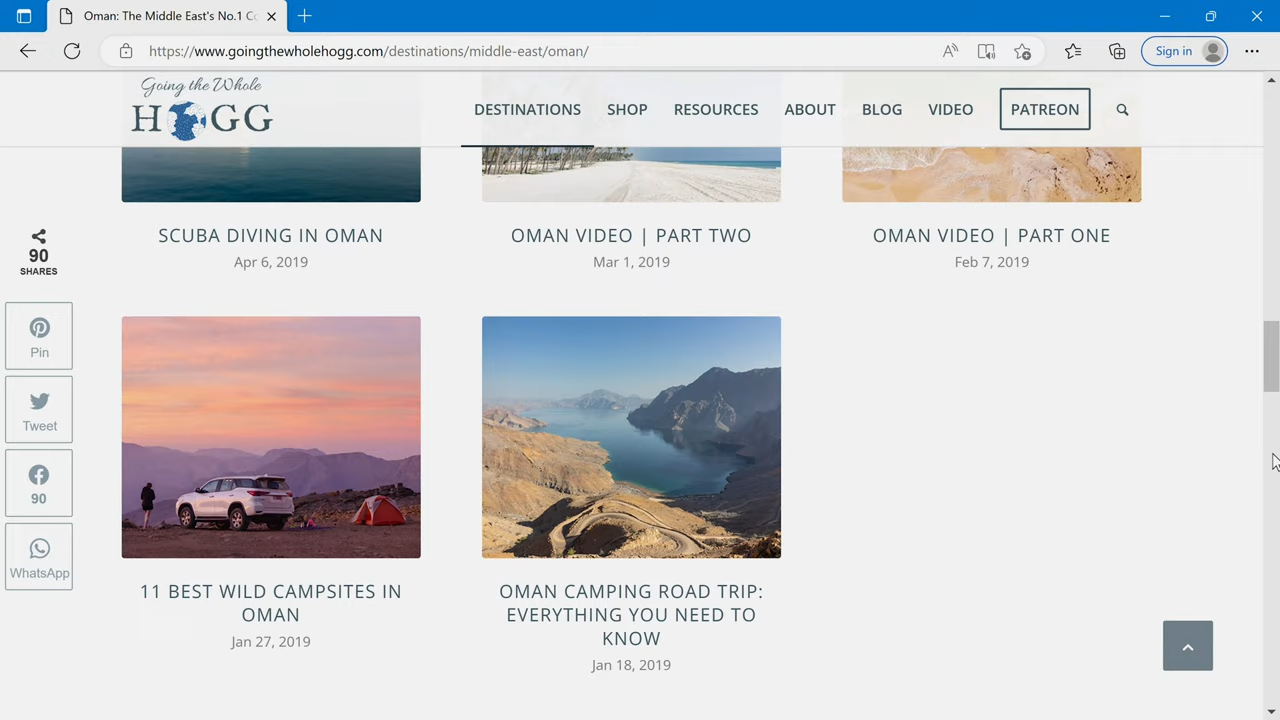 Oman: The Middle East's No.1 Co
https://www.goingthewholehogg.com/destinations/middle-east/oman/
Sign in
Going the Whole
HOGG
DESTINATIONS SHOP RESOURCES ABOUT BLOG VIDEO PATREON
SCUBA DIVING IN OMAN
Apr 6, 2019
OMAN VIDEO | PART TWO
Mar 1, 2019
OMAN VIDEO | PART ONE
Feb 7, 2019
90
SHARES
Pin
Tweet
90
WhatsApp
11 BEST WILD CAMPSITES IN
OMAN
Jan 27, 2019
OMAN CAMPING ROAD TRIP:
EVERYTHING YOU NEED TO
KNOW
Jan 18, 2019